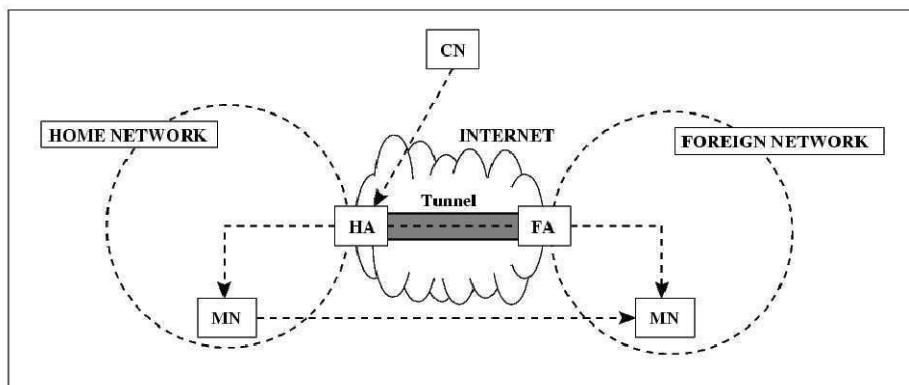 CN
HOME NETWORK
INTERNET
FOREIGN NETWORK
Tunnel
HA
FA
MN
MN